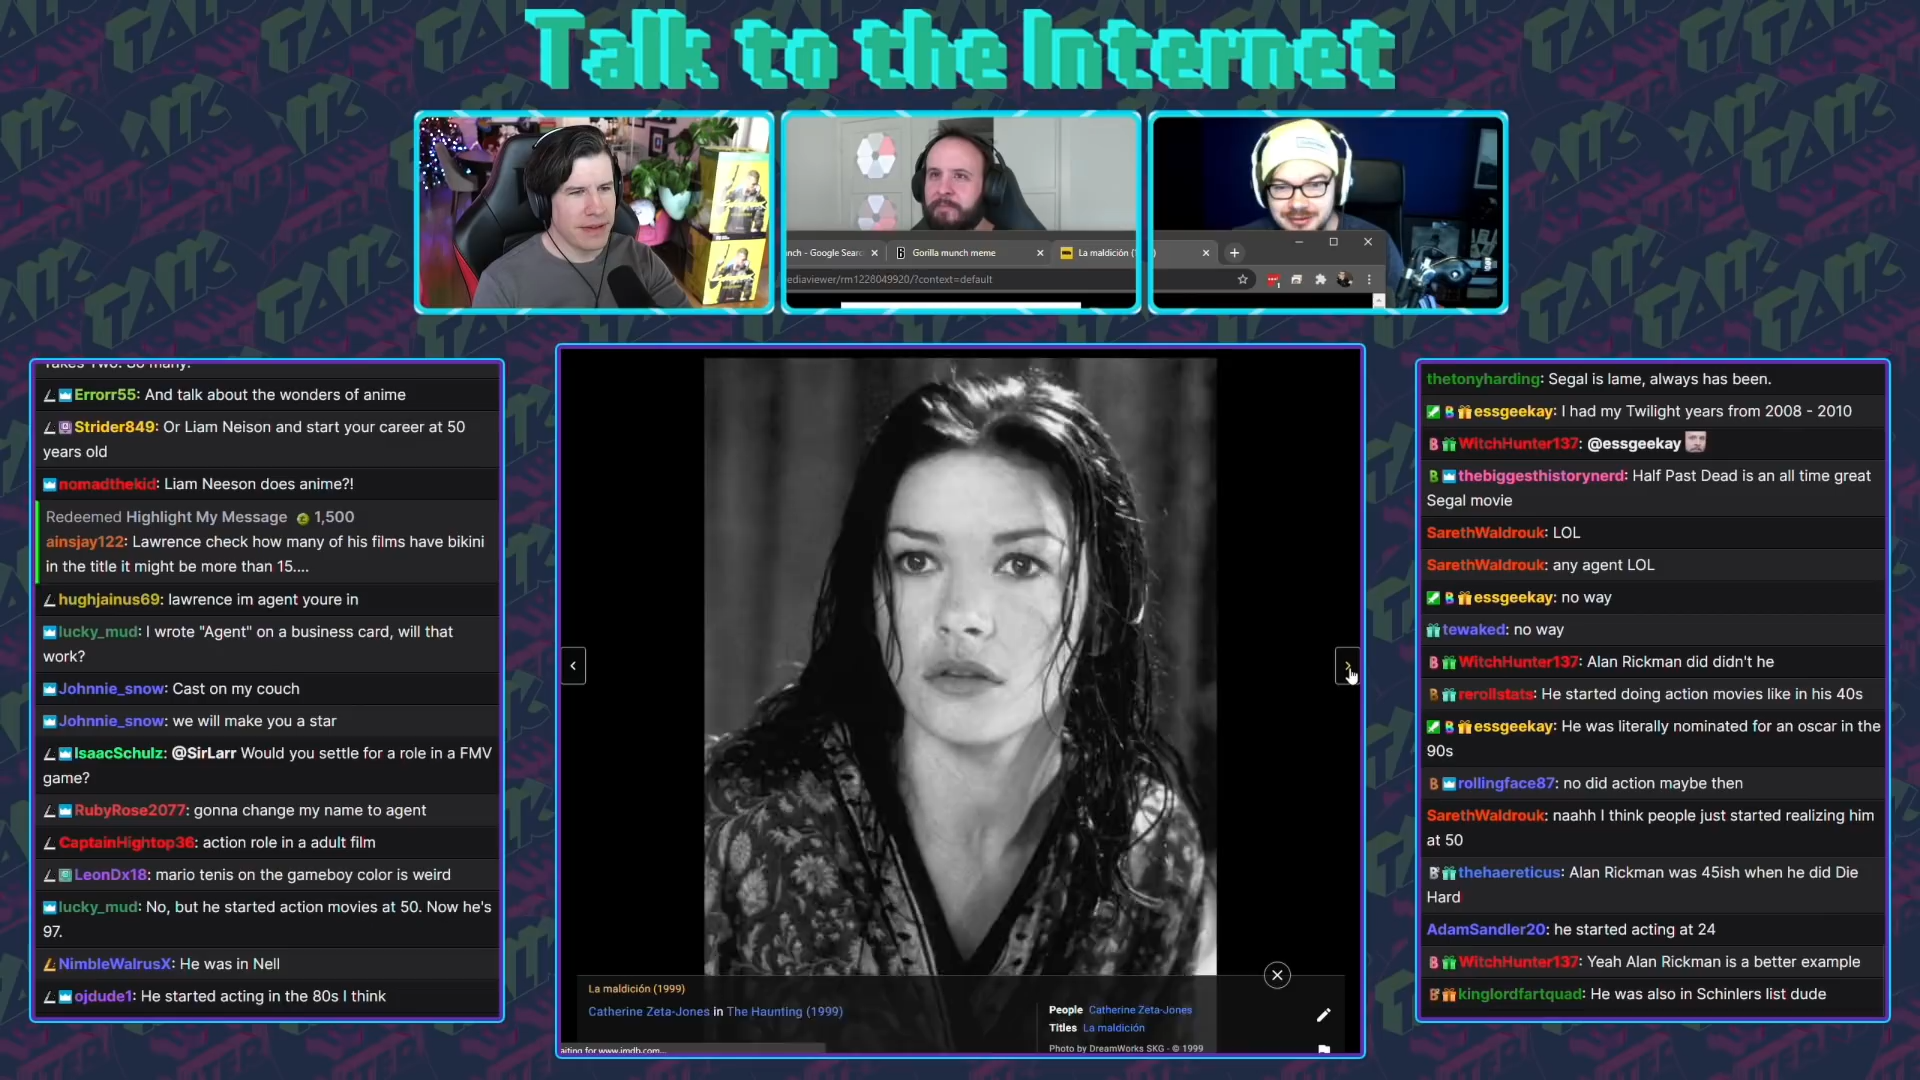 Talk to the Internet
nch - Google Searc
Gorilla munch meme
La maldición (
ediaviewer/rm1228049920/?context=default
Takes Two. So many!
Errorr55: And talk about the wonders of anime
Strider849: Or Liam Neison and start your career at 50
years old
nomadthekid: Liam Neeson does anime?!
Redeemed Highlight My Message 1,500
ainsjay122: Lawrence check how many of his films have bikini
in the title it might be more than 15....
hughjainus69: lawrence im agent youre in
lucky_mud: I wrote "Agent" on a business card, will that
work?
Johnnie_snow: Cast on my couch
Johnnie_snow: we will make you a star
IsaacSchulz: @SirLarr Would you settle for a role in a FMV
game?
RubyRose2077: gonna change my name to agent
CaptainHightop36: action role in a adult film
LeonDx18: mario tenis on the gameboy color is weird
lucky_mud: No, but he started action movies at 50. Now he's
97.
NimbleWalrusX: He was in Nell
ojdude1: He started acting in the 80s I think
La maldición (1999)
Catherine Zeta-Jones in The Haunting (1999)
People Catherine Zeta-Jones
Titles La maldición
Photo by DreamWorks SKG - © 1999
aiting for www.imdb.com...
thetonyharding: Segal is lame, always has been.
essgeekay: I had my Twilight years from 2008 - 2010
WitchHunter137: @essgeekay
thebiggesthistorynerd: Half Past Dead is an all time great
Segal movie
SarethWaldrouk: LOL
SarethWaldrouk: any agent LOL
essgeekay: no way
tewaked: no way
WitchHunter137: Alan Rickman did didn't he
rerollstats: He started doing action movies like in his 40s
essgeekay: He was literally nominated for an oscar in the
90s
rollingface87: no did action maybe then
SarethWaldrouk: naahh I think people just started realizing him
at 50
thehaereticus: Alan Rickman was 45ish when he did Die
Hard
AdamSandler20: he started acting at 24
WitchHunter137: Yeah Alan Rickman is a better example
kinglordfartquad: He was also in Schinlers list dude